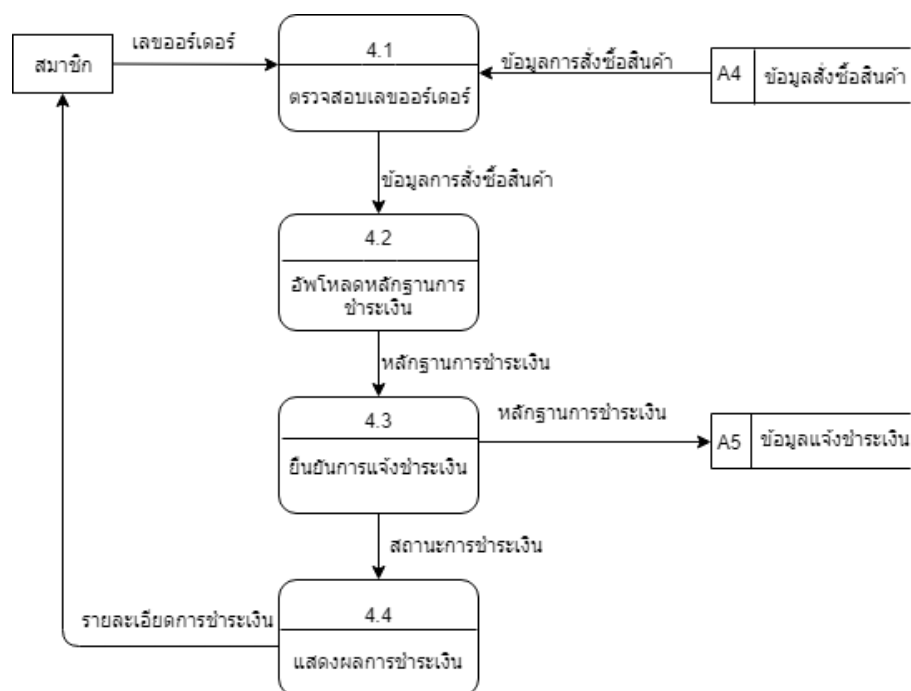 เลขออร์เดอร์
4.1
สมาชิก
ข้อมูลการสั่งซื้อสินค้า
A4 ข้อมูลสั่งซื้อสินค้า
ตรวจสอบเลขออร์เดอร์
ข้อมูลการสั่งซื้อสินค้า
4.2
อัพโหลดหลักฐานการ
ชำระเงิน
หลักฐานการชำระเงิน
4.3
หลักฐานการชำระเงิน
A5 ข้อมูลแจ้งชำระเงิน
ยืนยันการแจ้งชำระเงิน
สถานะการชำระเงิน
4.4
รายละเอียดการชำระเงิน
แสดงผลการชำระเงิน